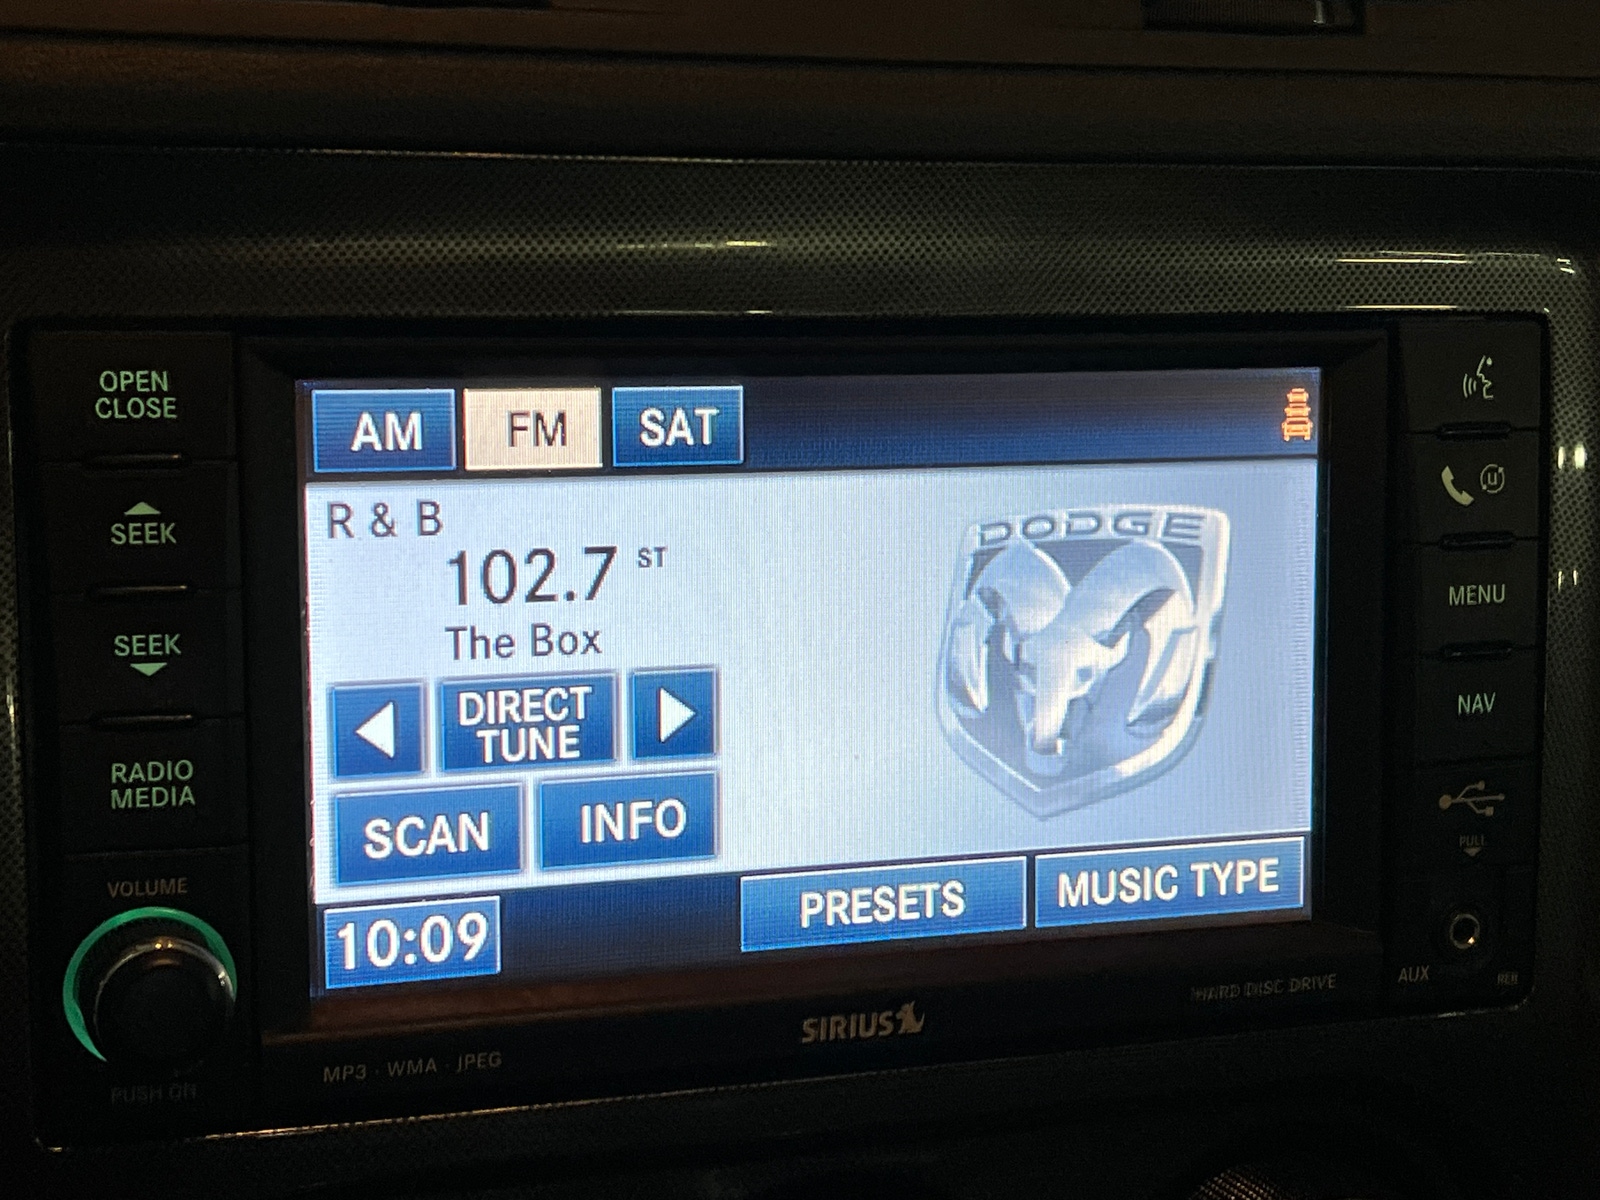 OPEN
CLOSE
SEEK
SEEK
RADIO
MEDIA
VOLUME
PUSH ON
AM FM SAT
R & B
102.7 ST
The Box
DIRECT
TUNE
SCAN INFO
DODGE
10:09 PRESETS MUSIC TYPE
MP3 · WMA · JPEG
SIRIUS
HARD DISC DRIVE
MENU
NAV
PULL
AUX